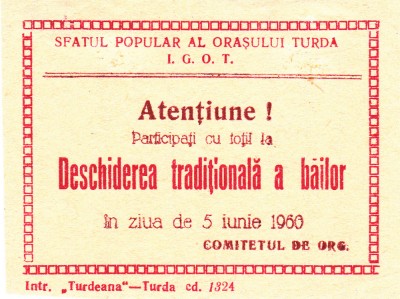 SFATUL POPULAR AL ORAȘULUI TURDA
I. G. O. T.
Atențiune !
Participați cu toții la
Deschiderea tradițională a băilor
în ziua de 5 iunie 1960
COMITETUL DE ORG.
Intr. „Turdeana"—Turda cd. 1324